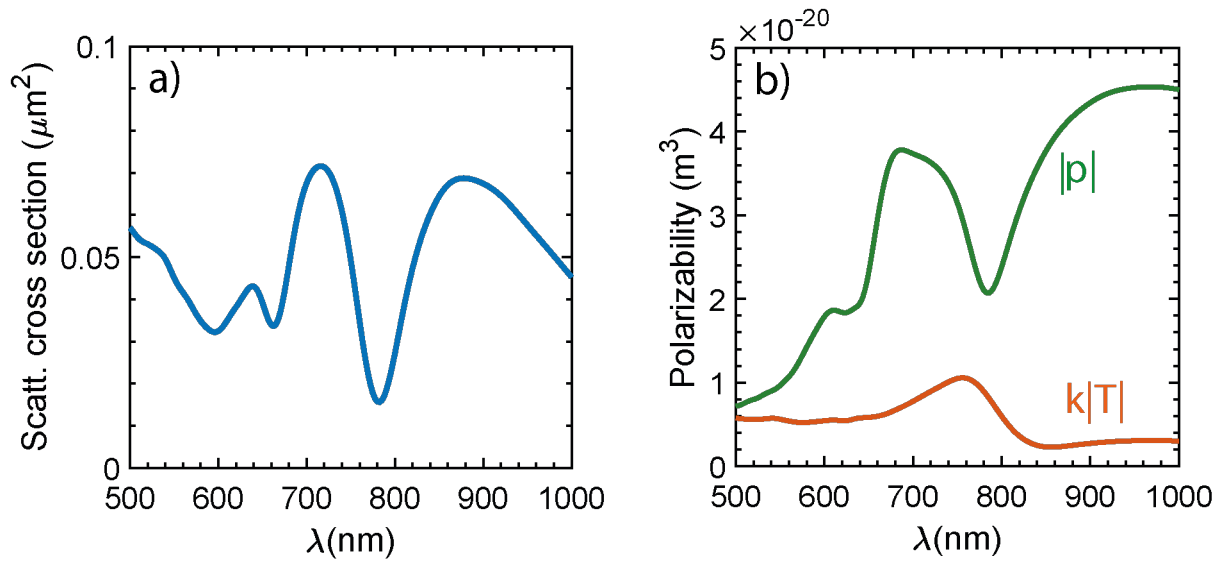 a)
0.1
0.05
0
500 600 700 800 900 1000
λ(nm)
Scatt. cross section (μm²)
×10⁻²⁰
b)
5
4
3
2
1
0
|p|
k|T|
500 600 700 800 900 1000
λ(nm)
Polarizability (m³)